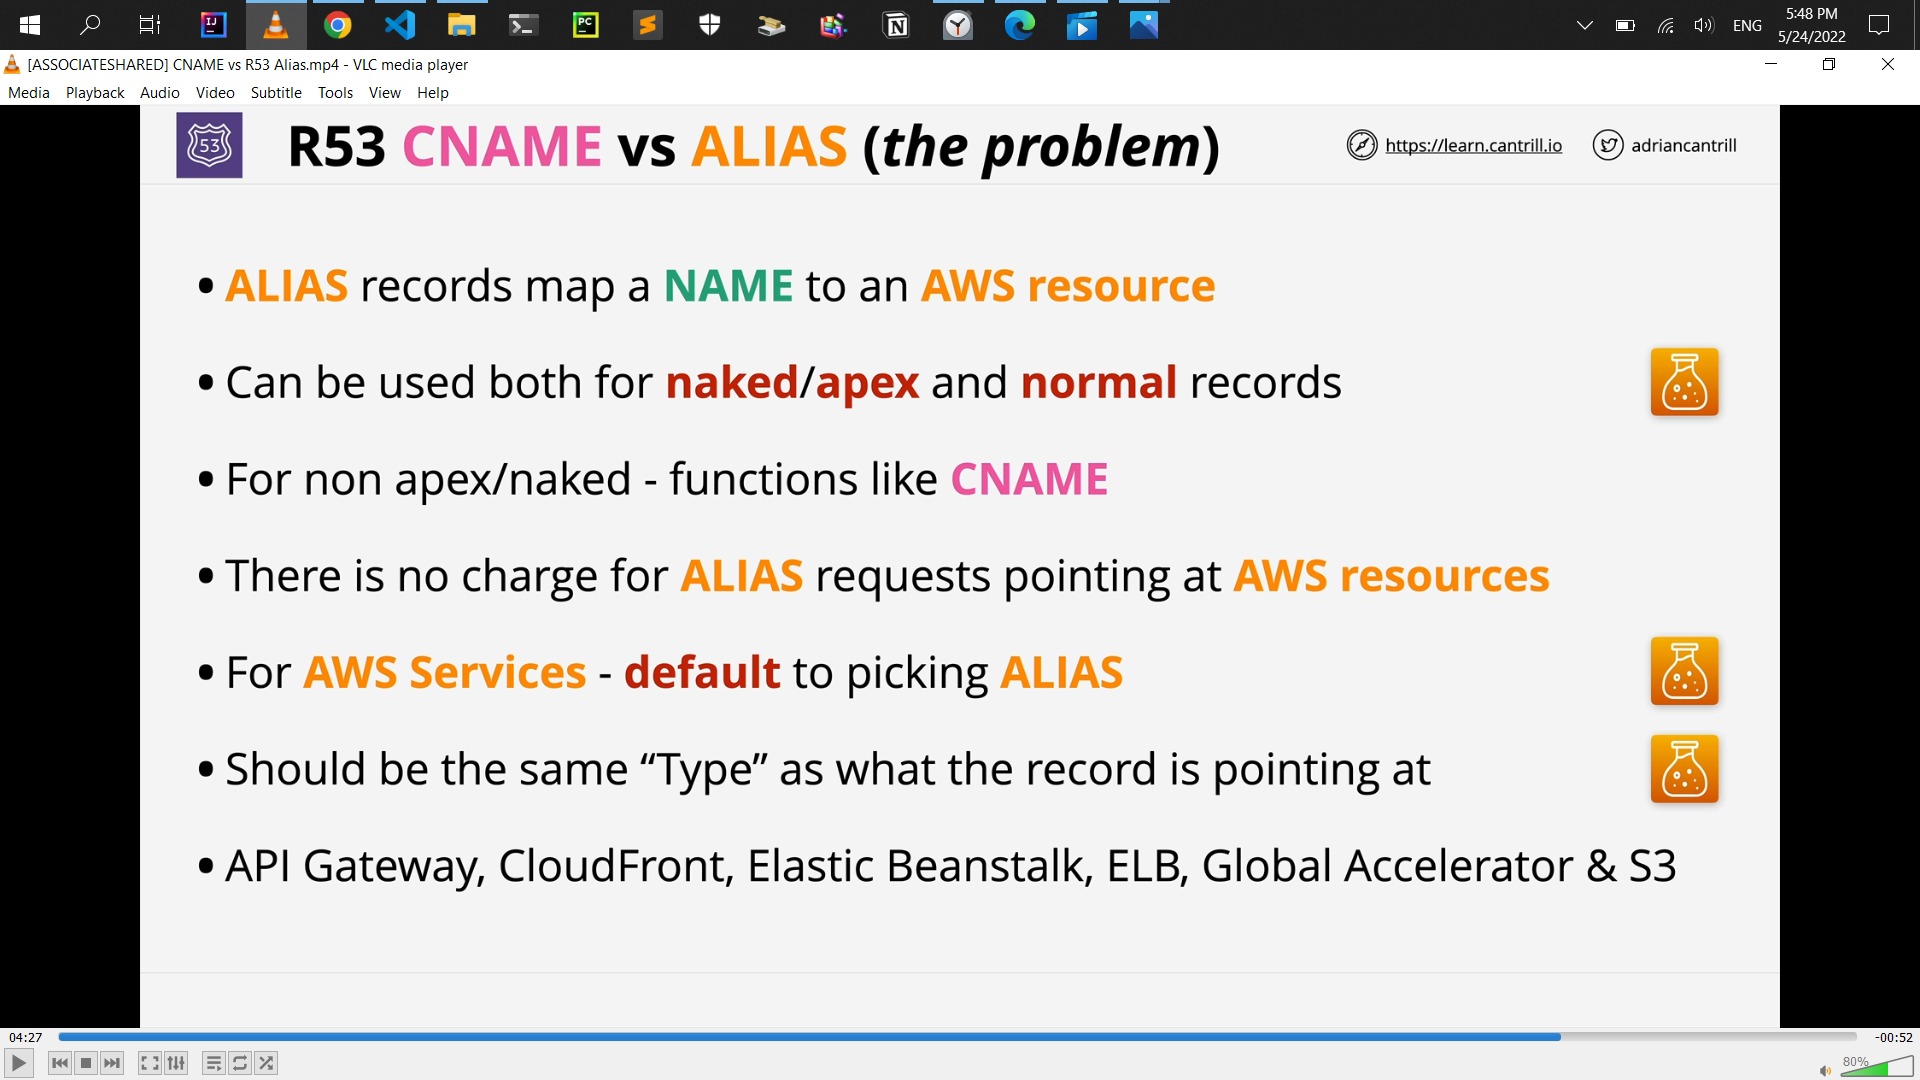 5:48 PM
ENG
5/24/2022
[ASSOCIATESHARED] CNAME vs R53 Alias.mp4 - VLC media player
Media Playback Audio Video Subtitle Tools View Help
53
R53 CNAME vs ALIAS (the problem)
https://learn.cantrill.io
adriancantrill
• ALIAS records map a NAME to an AWS resource
• Can be used both for naked/apex and normal records
• For non apex/naked - functions like CNAME
• There is no charge for ALIAS requests pointing at AWS resources
• For AWS Services - default to picking ALIAS
• Should be the same “Type” as what the record is pointing at
• API Gateway, CloudFront, Elastic Beanstalk, ELB, Global Accelerator & S3
04:27
-00:52
80%